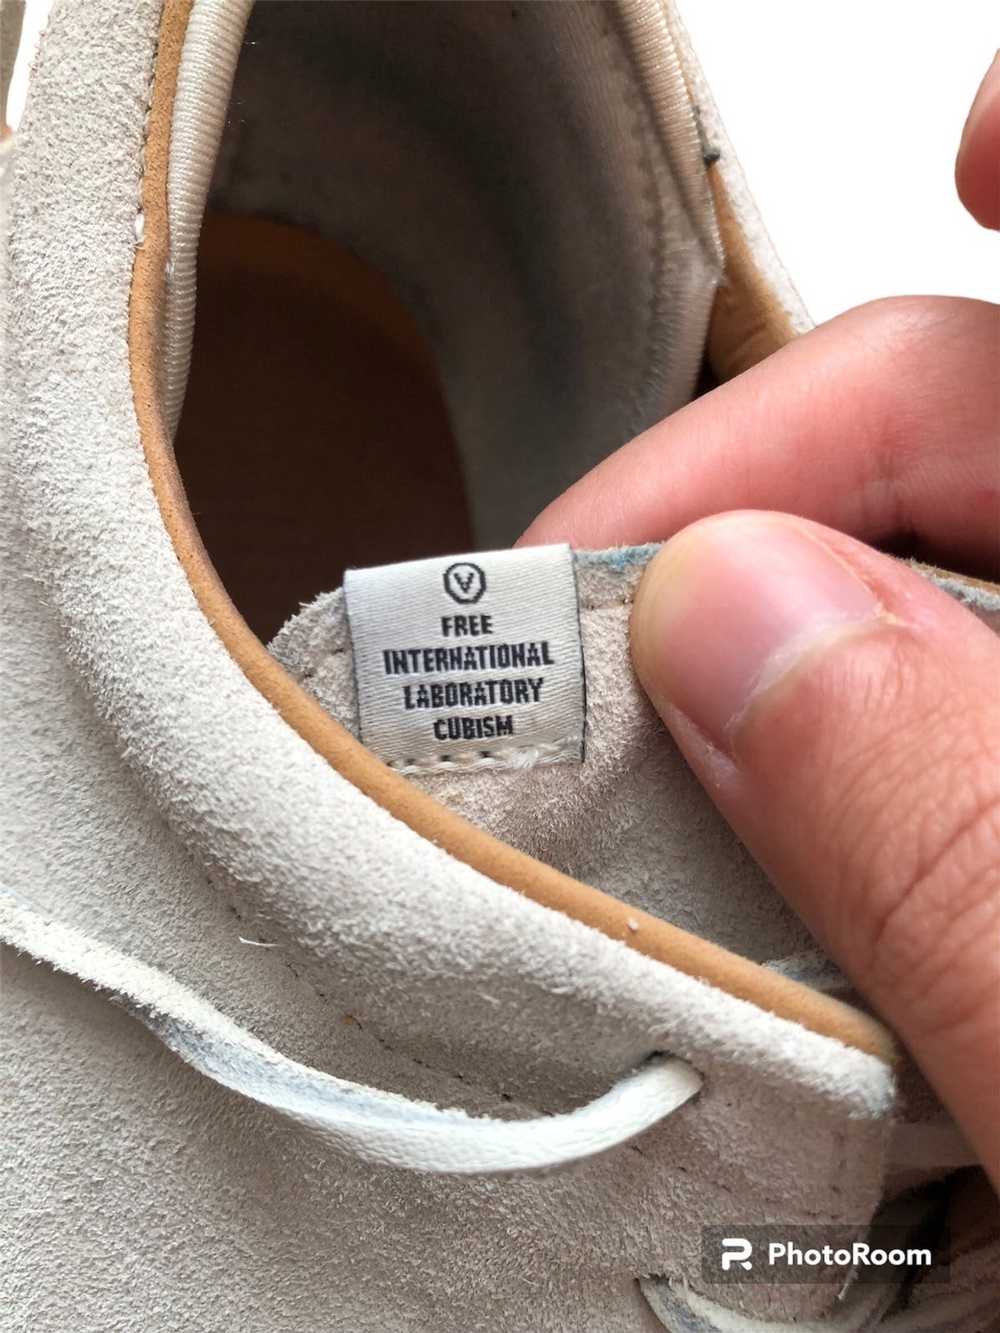 V
FREE
INTERNATIONAL
LABORATORY
CUBISM
PhotoRoom